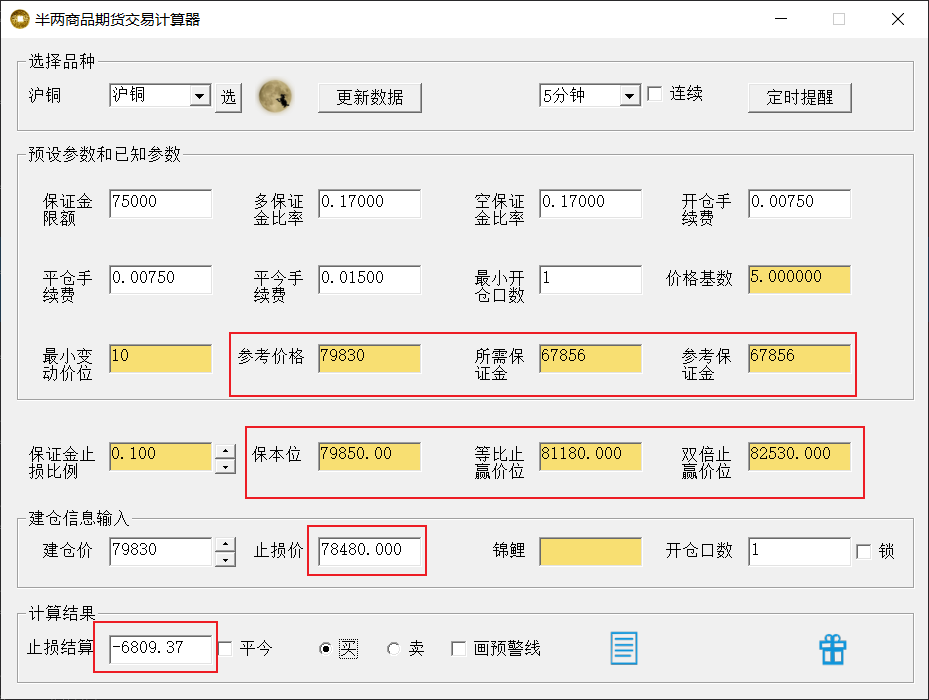 半两商品期货交易计算器
选择品种
沪铜 沪铜 选 更新数据 5分钟 连续 定时提醒
预设参数和已知参数
保证金限额 75000 多保证金比率 0.17000 空保证金比率 0.17000 开仓手续费 0.00750
平仓手续费 0.00750 平今手续费 0.01500 最小开仓口数 1 价格基数 5.000000
最小变动价位 10 参考价格 79830 所需保证金 67856 参考保证金 67856
保证金止损比例 0.100 保本位 79850.00 等比止赢价位 81180.000 双倍止赢价位 82530.000
建仓信息输入
建仓价 79830 止损价 78480.000 锦鲤 开仓口数 1 锁
计算结果
止损结算 -6809.37 平今 买 卖 画预警线